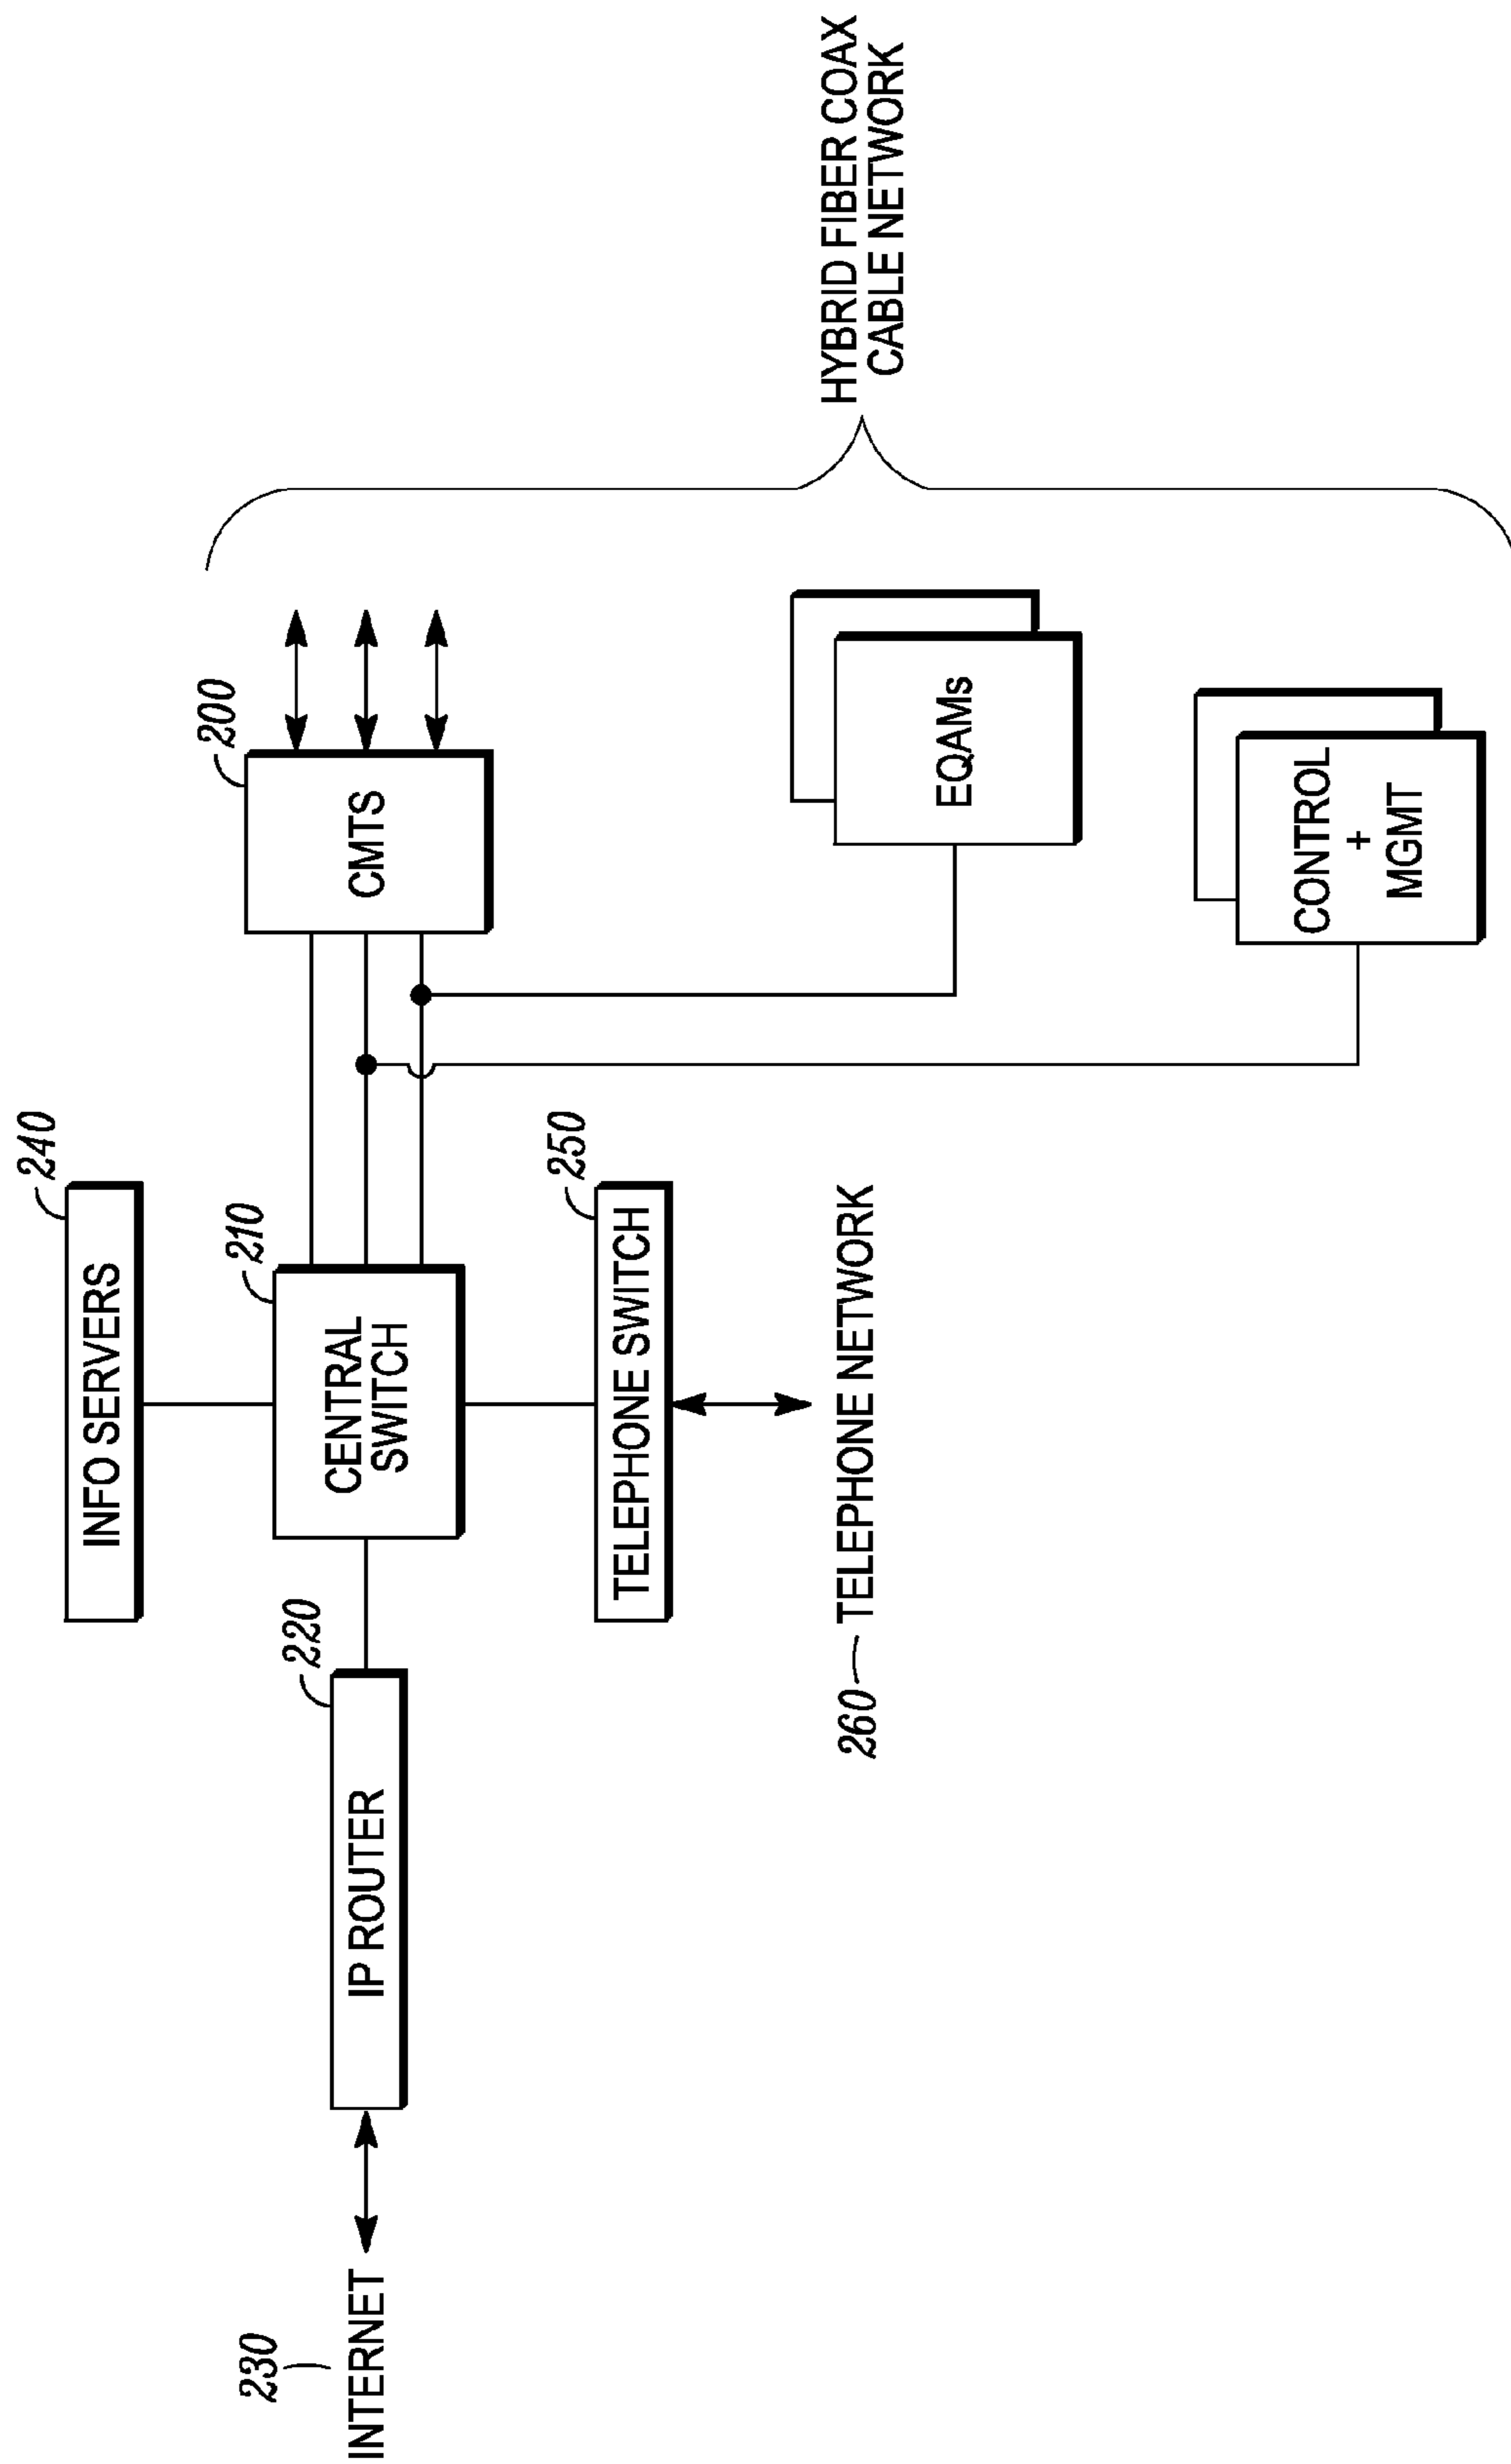 240
INFO SERVERS
230
INTERNET
220
IP ROUTER
210
CENTRAL
SWITCH
200
CMTS
250
TELEPHONE SWITCH
260
TELEPHONE NETWORK
EQAMs
CONTROL
+
MGMT
HYBRID FIBER COAX
CABLE NETWORK